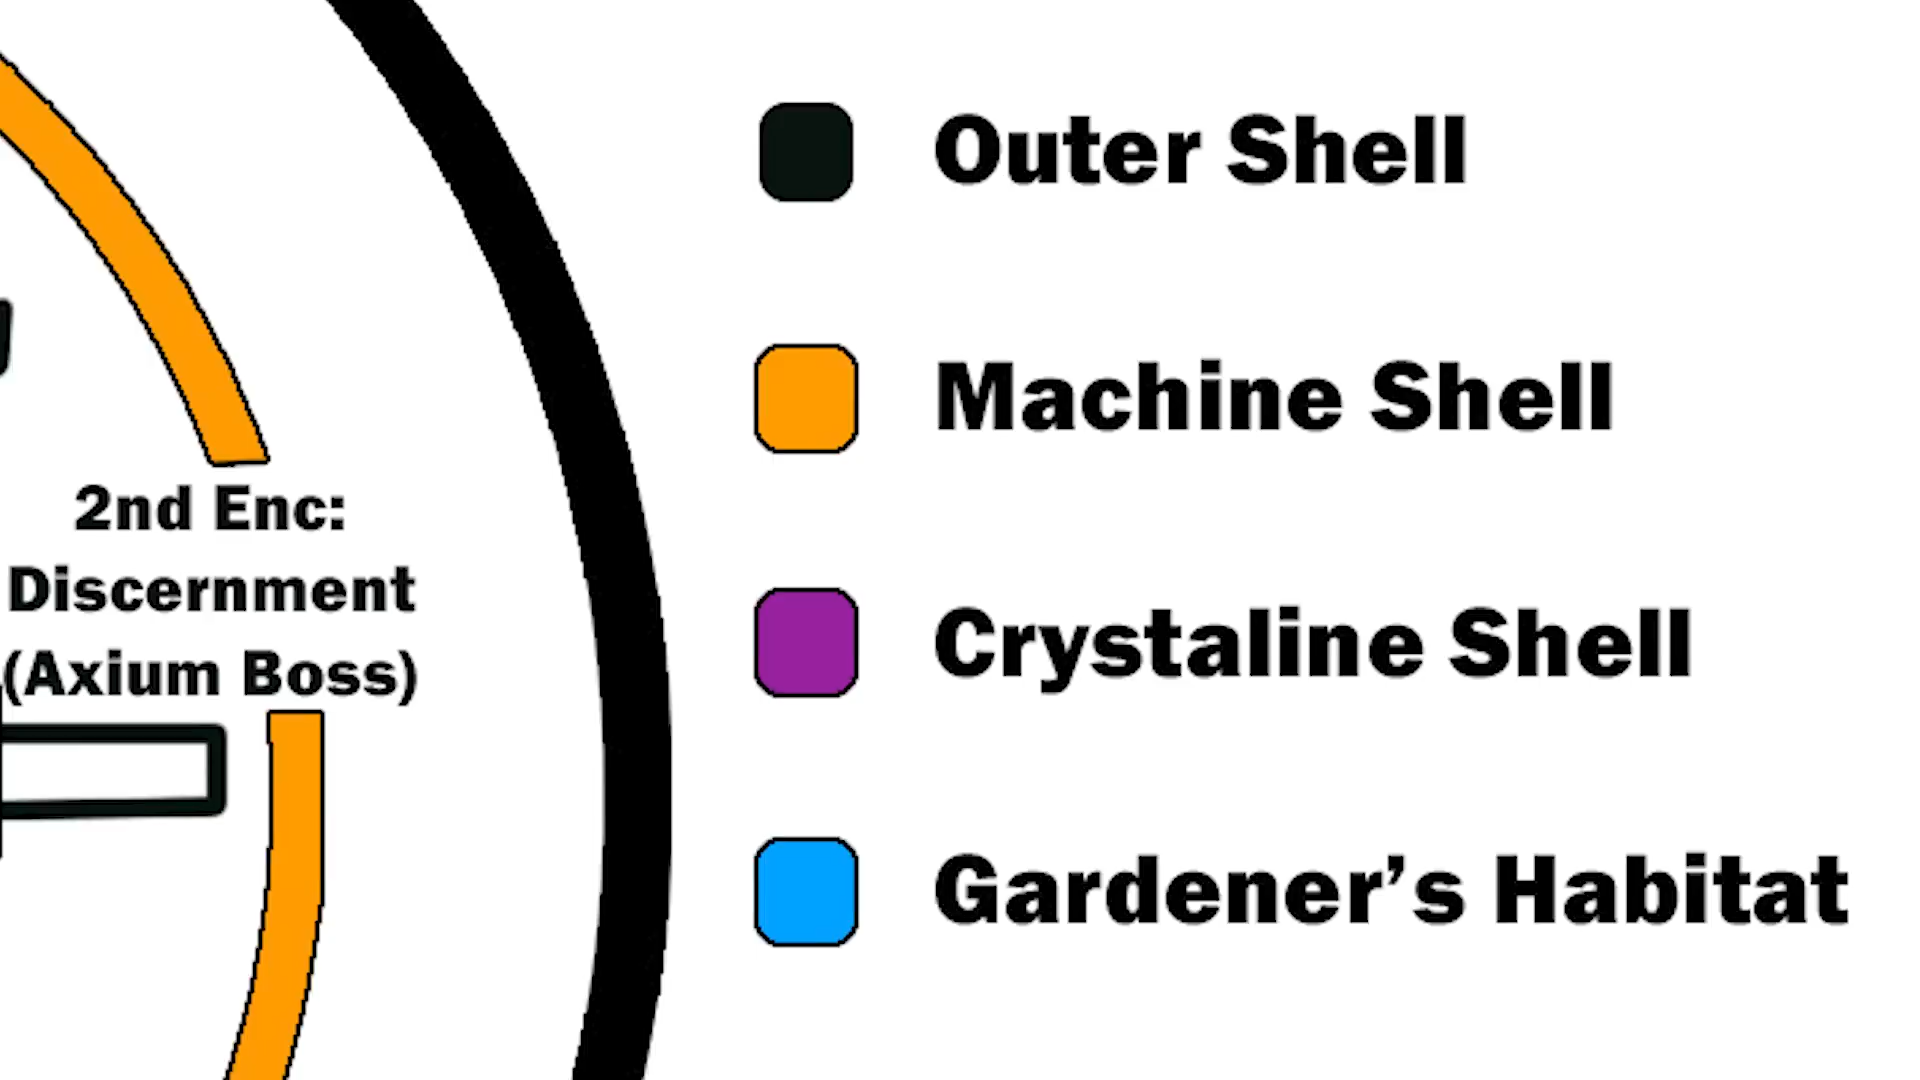 2nd Enc:
Discernment
(Axium Boss)
Outer Shell
Machine Shell
Crystaline Shell
Gardener’s Habitat